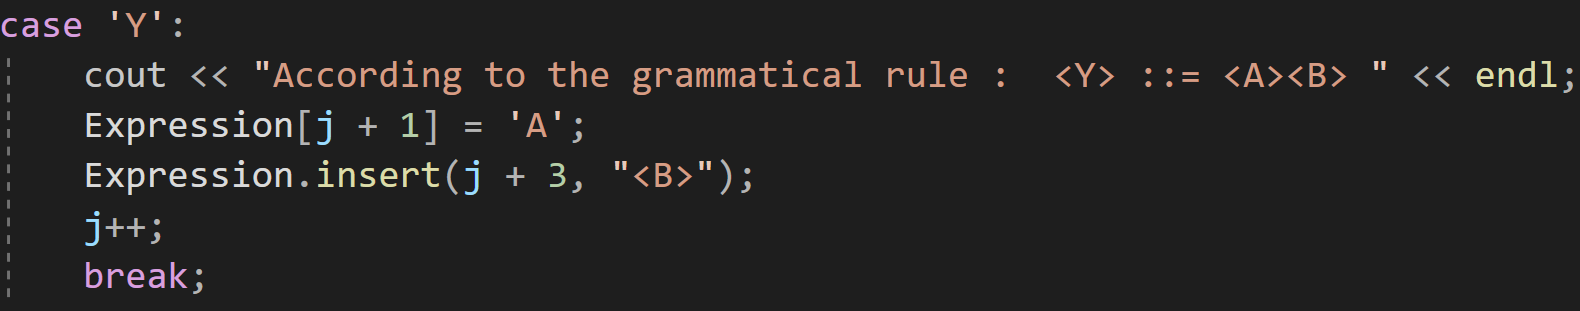 case 'Y':
    cout << "According to the grammatical rule :  <Y> ::= <A><B> " << endl;
    Expression[j + 1] = 'A';
    Expression.insert(j + 3, "<B>");
    j++;
    break;